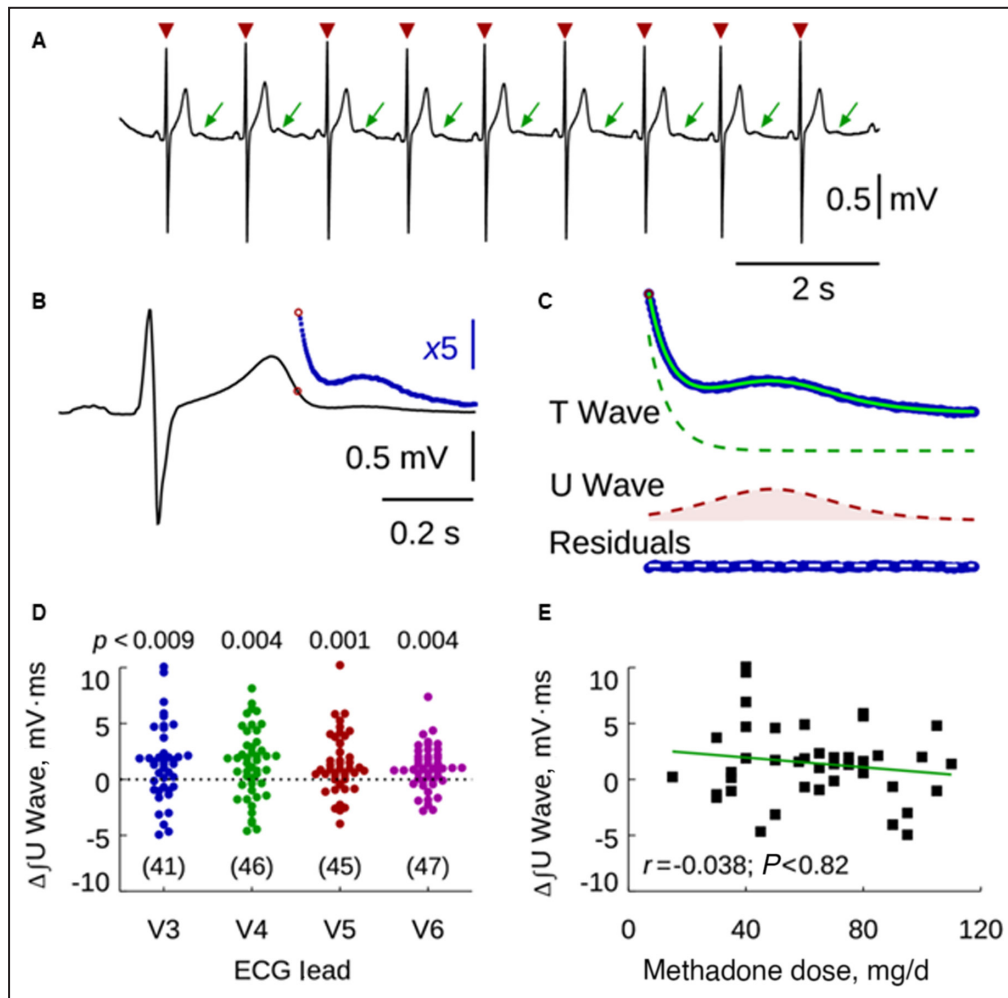 A
0.5 mV
2 s
B
x5
0.5 mV
0.2 s
C
T Wave
U Wave
Residuals
D
p < 0.009 0.004 0.001 0.004
Δ∫U Wave, mV·ms
10
5
0
-5
-10
(41) (46) (45) (47)
V3 V4 V5 V6
ECG lead
E
Δ∫U Wave, mV·ms
10
5
0
-5
-10
r=-0.038; P<0.82
0 40 80 120
Methadone dose, mg/d